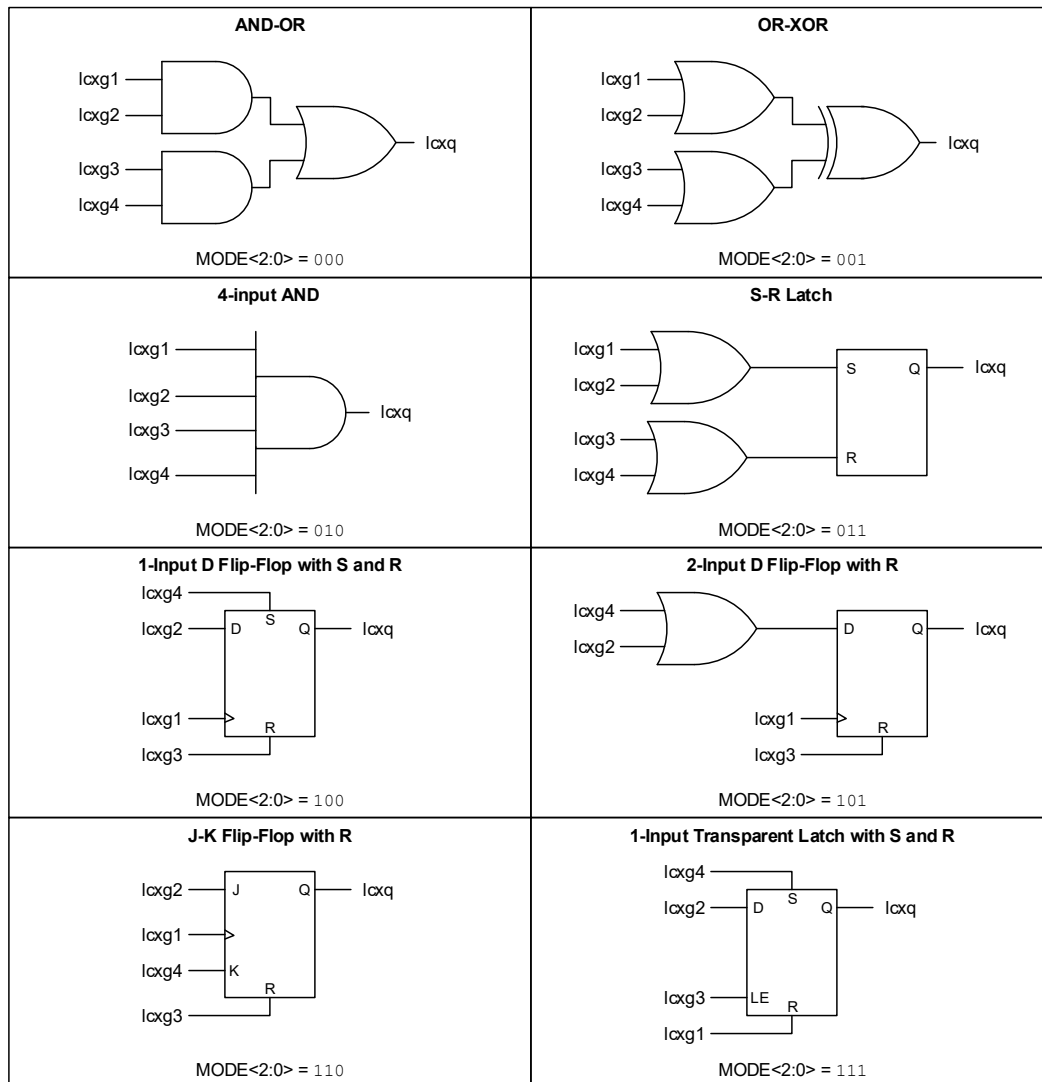 AND-OR
lcxg1
lcxg2
lcxg3
lcxg4
lcxq
MODE<2:0> = 000
OR-XOR
lcxg1
lcxg2
lcxg3
lcxg4
lcxq
MODE<2:0> = 001
4-input AND
lcxg1
lcxg2
lcxg3
lcxg4
lcxq
MODE<2:0> = 010
S-R Latch
lcxg1
lcxg2
lcxg3
lcxg4
S
Q
R
lcxq
MODE<2:0> = 011
1-Input D Flip-Flop with S and R
lcxg4
S
lcxg2
D
Q
lcxq
lcxg1
R
lcxg3
MODE<2:0> = 100
2-Input D Flip-Flop with R
lcxg4
lcxg2
D
Q
lcxq
lcxg1
R
lcxg3
MODE<2:0> = 101
J-K Flip-Flop with R
lcxg2
J
Q
lcxq
lcxg1
lcxg4
K
R
lcxg3
MODE<2:0> = 110
1-Input Transparent Latch with S and R
lcxg4
S
lcxg2
D
Q
lcxq
lcxg3
LE
R
lcxg1
MODE<2:0> = 111